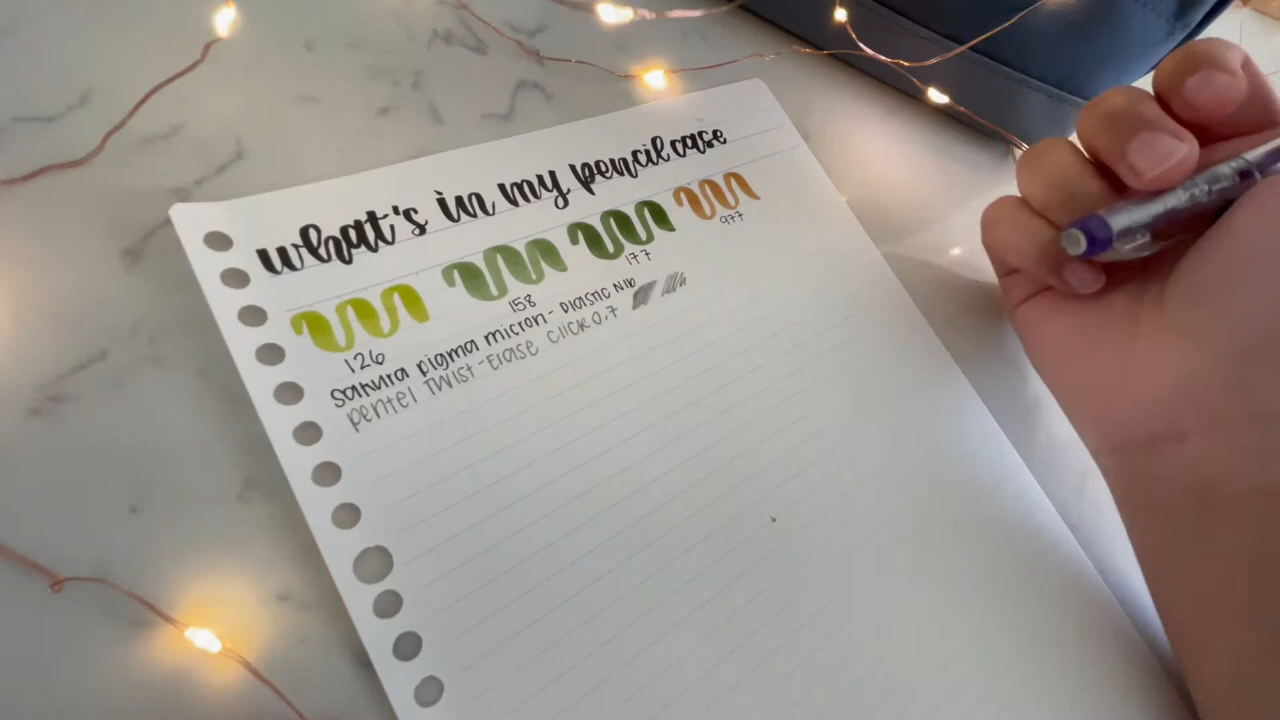 what's in my pencil case
126 158 177 977
sakura pigma micron - plastic nib
pentel twist-erase click 0.7